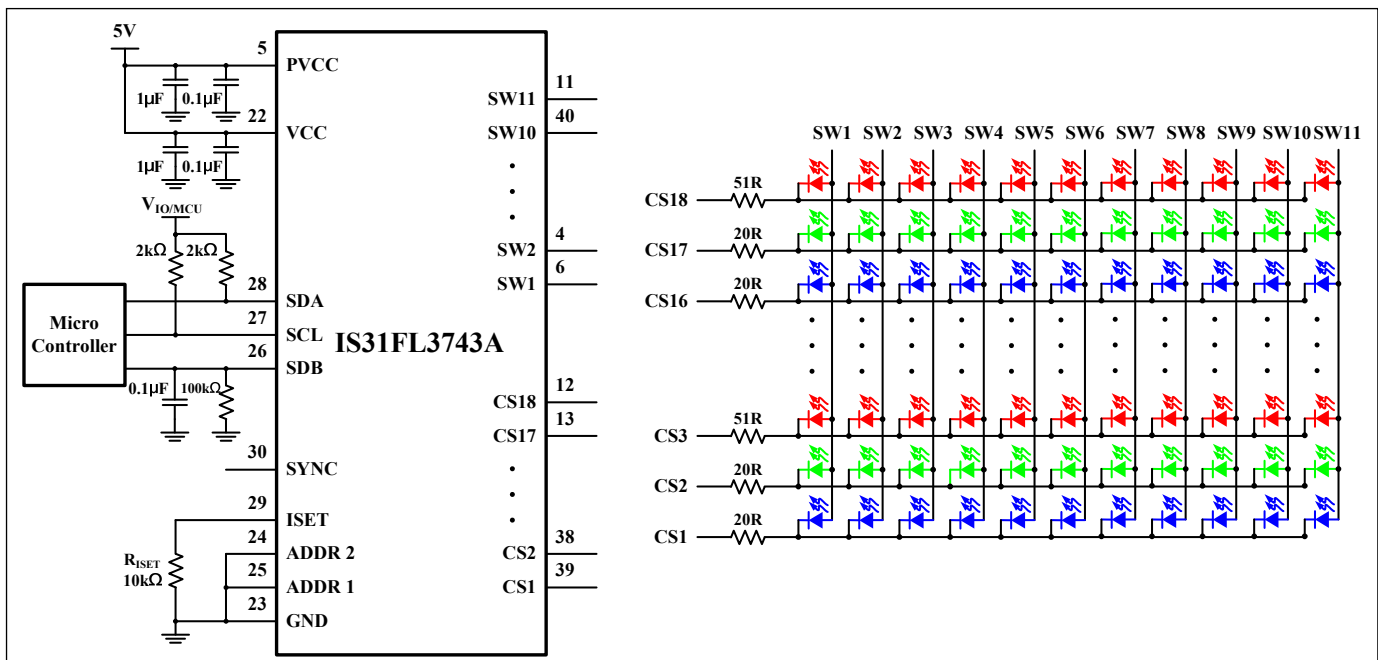 5V
5
PVCC
1μF 0.1μF
22
VCC
1μF 0.1μF
VIO/MCU
2kΩ 2kΩ
28
SDA
27
SCL
26
SDB
Micro
Controller
0.1μF 100kΩ
30
SYNC
29
ISET
24
ADDR 2
25
ADDR 1
23
GND
RISET
10kΩ
IS31FL3743A
11
SW11
40
SW10
4
SW2
6
SW1
12
CS18
13
CS17
38
CS2
39
CS1
SW1 SW2 SW3 SW4 SW5 SW6 SW7 SW8 SW9 SW10 SW11
51R
CS18
20R
CS17
20R
CS16
51R
CS3
20R
CS2
20R
CS1